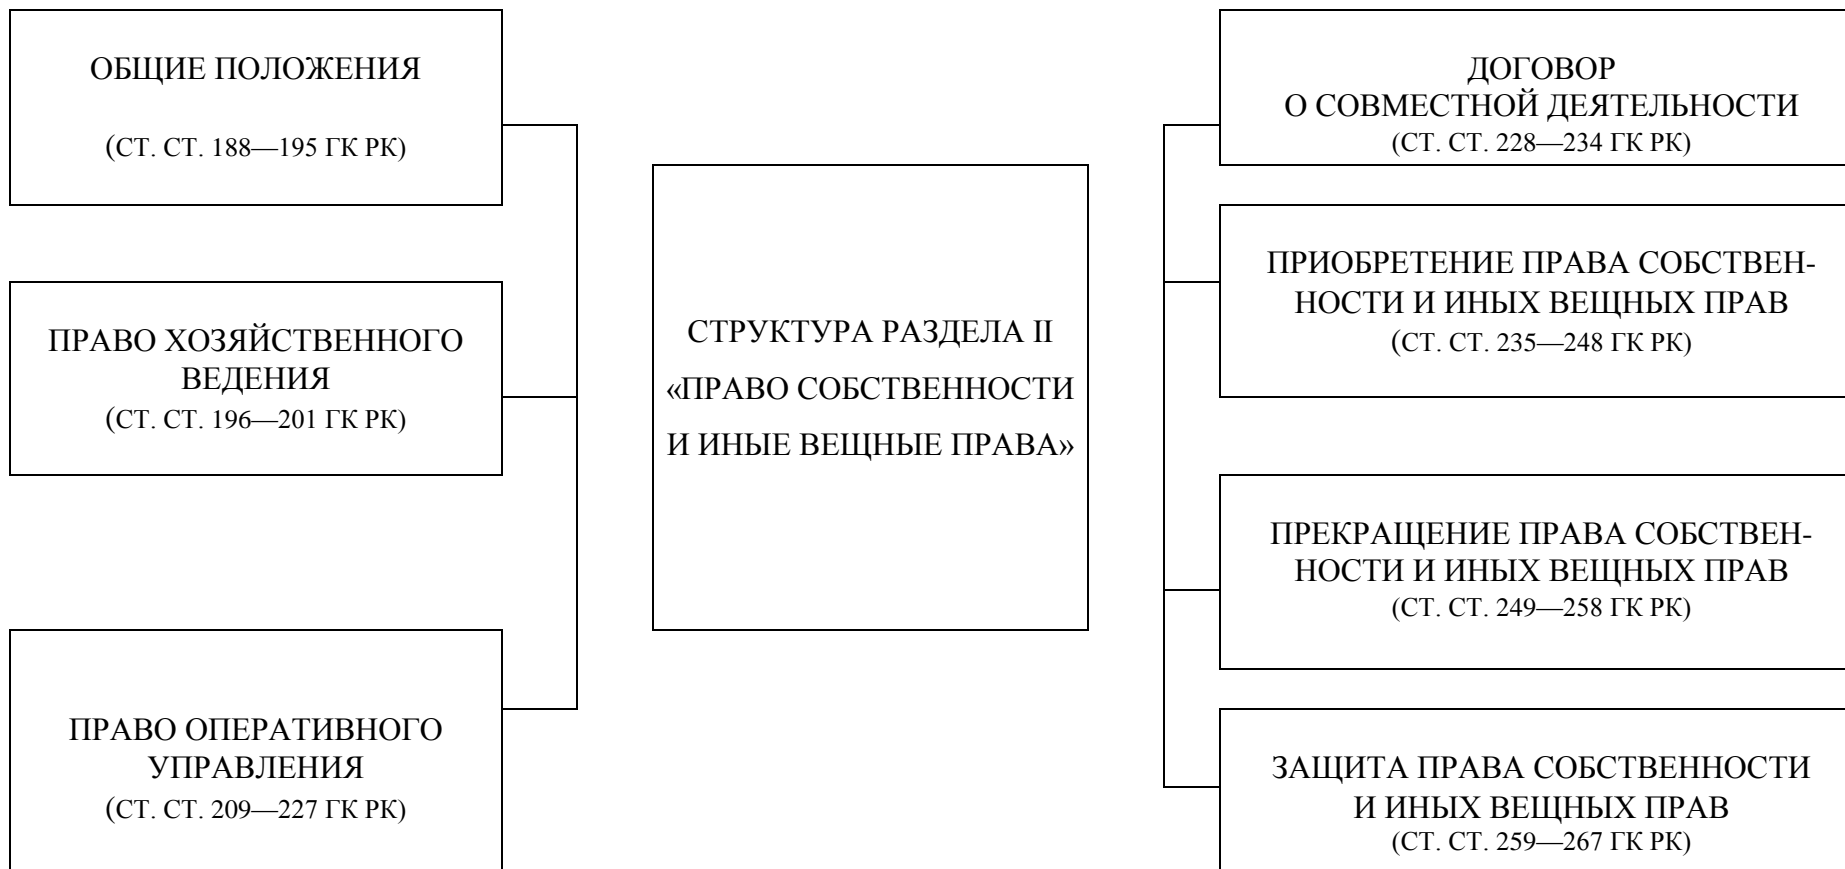 ОБЩИЕ ПОЛОЖЕНИЯ
(СТ. СТ. 188—195 ГК РК)
ПРАВО ХОЗЯЙСТВЕННОГО
ВЕДЕНИЯ
(СТ. СТ. 196—201 ГК РК)
ПРАВО ОПЕРАТИВНОГО
УПРАВЛЕНИЯ
(СТ. СТ. 209—227 ГК РК)
СТРУКТУРА РАЗДЕЛА II
«ПРАВО СОБСТВЕННОСТИ
И ИНЫЕ ВЕЩНЫЕ ПРАВА»
ДОГОВОР
О СОВМЕСТНОЙ ДЕЯТЕЛЬНОСТИ
(СТ. СТ. 228—234 ГК РК)
ПРИОБРЕТЕНИЕ ПРАВА СОБСТВЕН-
НОСТИ И ИНЫХ ВЕЩНЫХ ПРАВ
(СТ. СТ. 235—248 ГК РК)
ПРЕКРАЩЕНИЕ ПРАВА СОБСТВЕН-
НОСТИ И ИНЫХ ВЕЩНЫХ ПРАВ
(СТ. СТ. 249—258 ГК РК)
ЗАЩИТА ПРАВА СОБСТВЕННОСТИ
И ИНЫХ ВЕЩНЫХ ПРАВ
(СТ. СТ. 259—267 ГК РК)